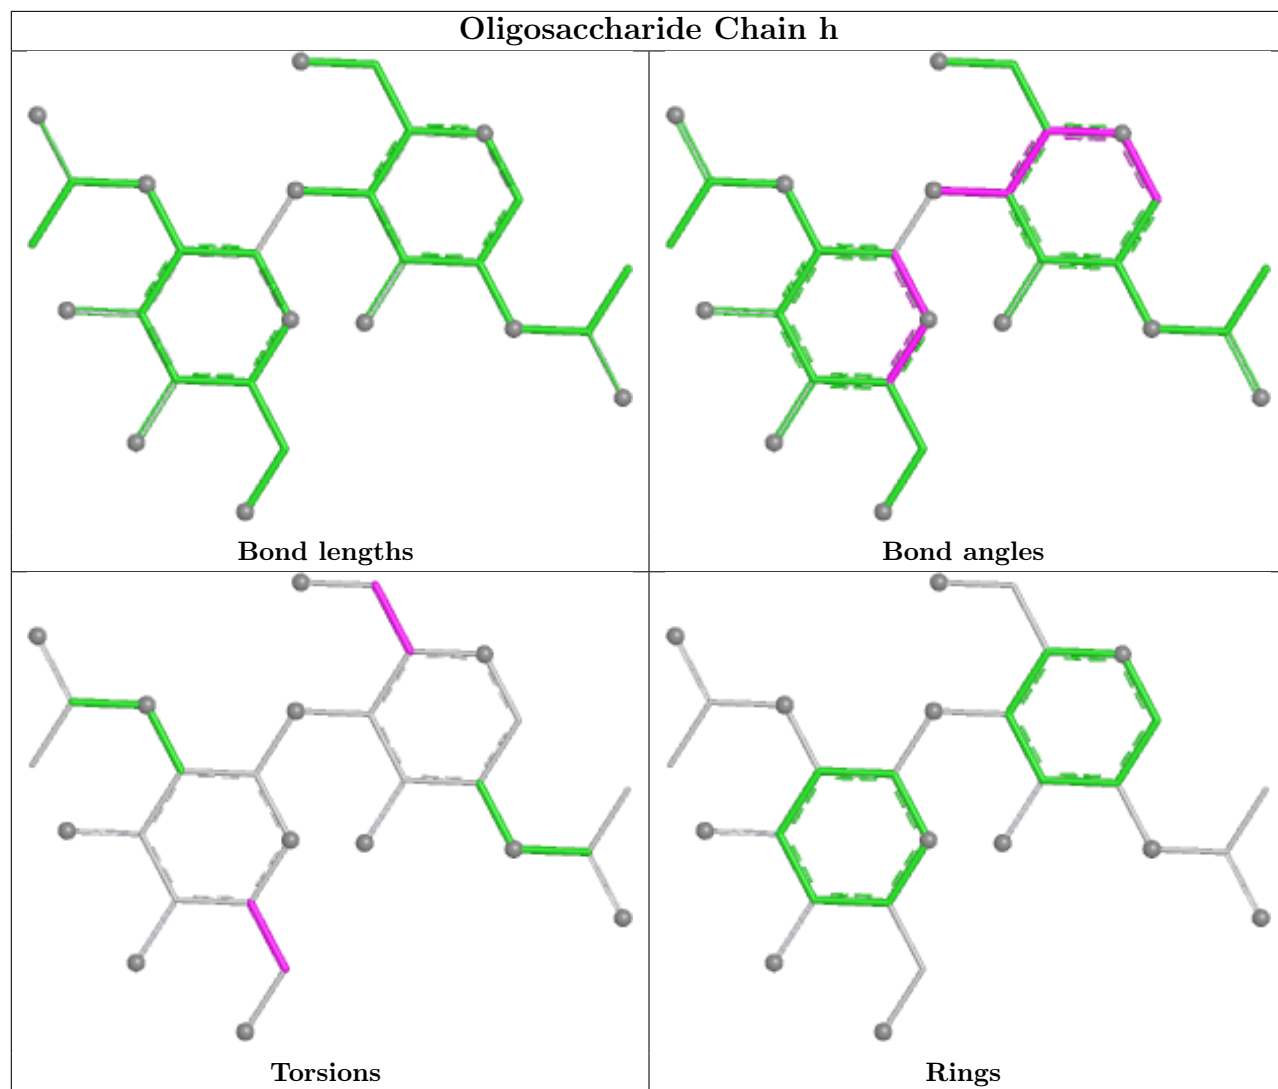 Oligosaccharide Chain h
Bond lengths
Bond angles
Torsions
Rings